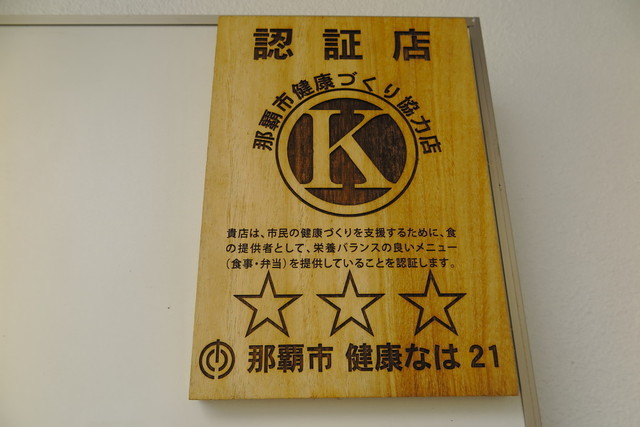 認証店
那覇市健康づくり協力店
K
貴店は、市民の健康づくりを支援するために、食
の提供者として、栄養バランスの良いメニュー
（食事・弁当）を提供していることを認証します。
那覇市 健康なは 21